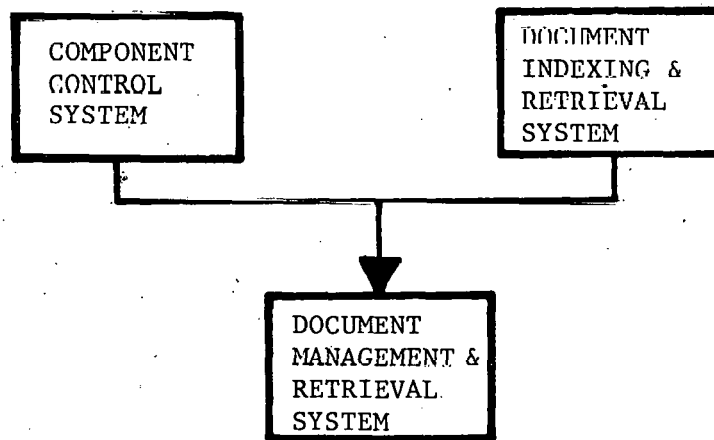 COMPONENT
CONTROL
SYSTEM
DOCUMENT
INDEXING &
RETRIEVAL
SYSTEM
DOCUMENT
MANAGEMENT &
RETRIEVAL
SYSTEM